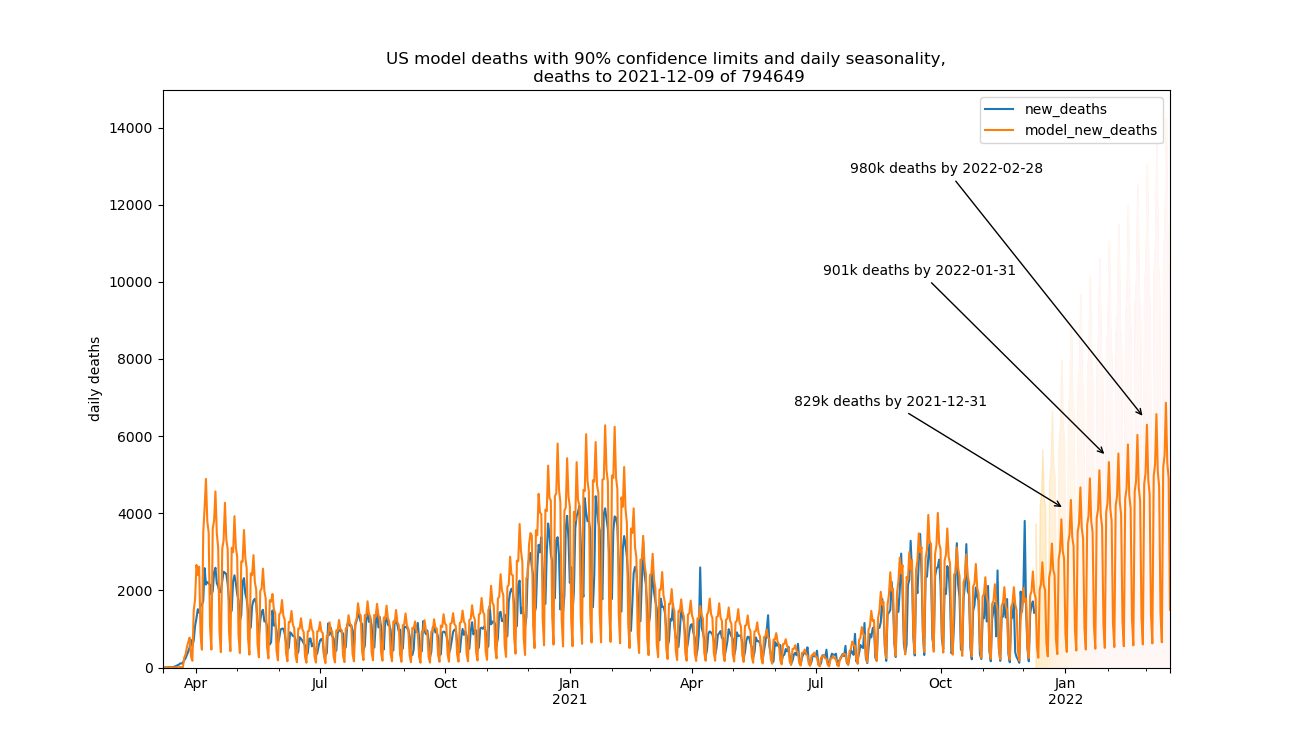 US model deaths with 90% confidence limits and daily seasonality,
deaths to 2021-12-09 of 794649
new_deaths
model_new_deaths
14000
12000
10000
8000
6000
4000
2000
0
daily deaths
980k deaths by 2022-02-28
901k deaths by 2022-01-31
829k deaths by 2021-12-31
Apr
Jul
Oct
Jan
2021
Apr
Jul
Oct
Jan
2022